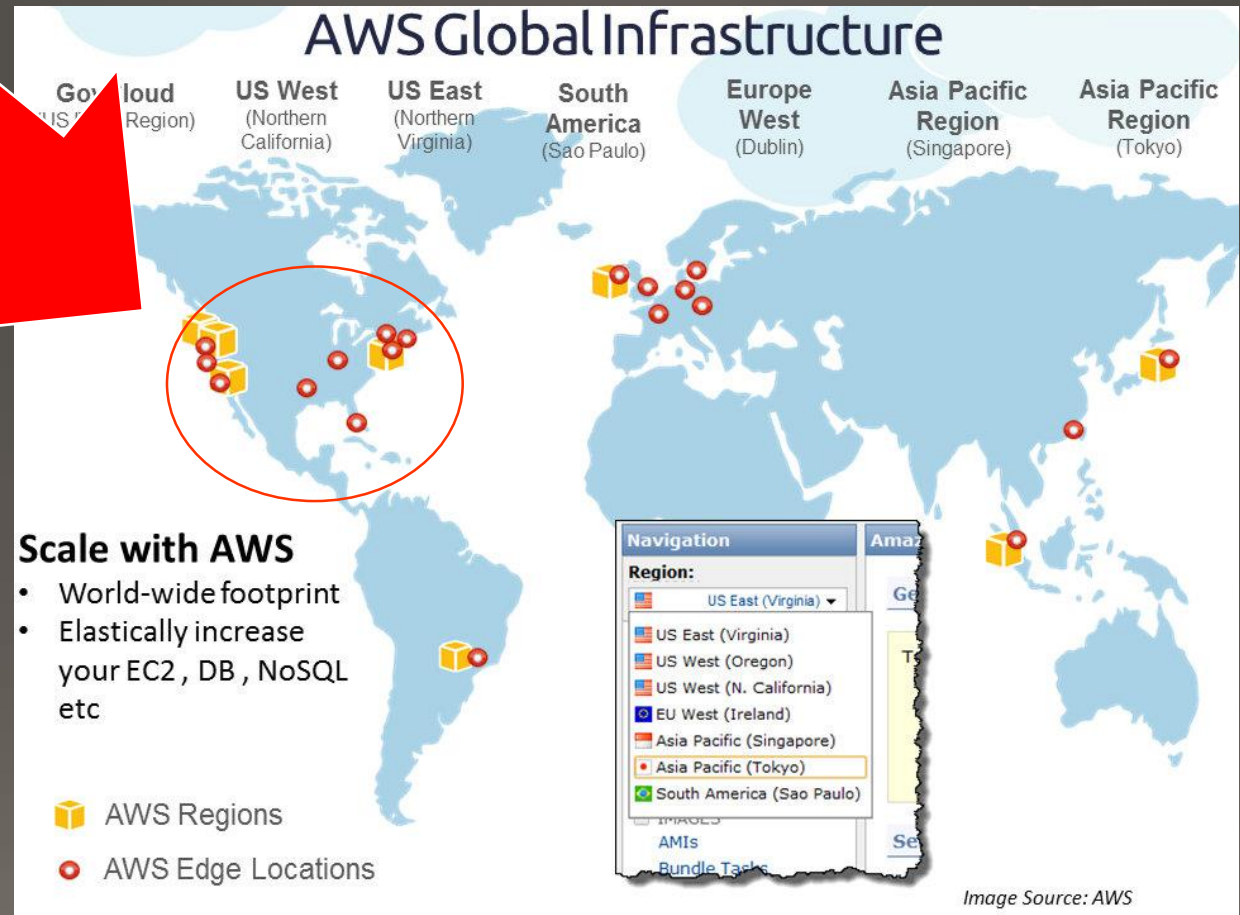 AWS Global Infrastructure
Region)
US West
(Northern
California)
US East
(Northern
Virginia)
South
America
(Sao Paulo)
Europe
West
(Dublin)
Asia Pacific
Region
(Singapore)
Asia Pacific
Region
(Tokyo)
Scale with AWS
• World-wide footprint
• Elastically increase
your EC2 , DB , NoSQL
etc
AWS Regions
AWS Edge Locations
Navigation
Region:
US East (Virginia)
US East (Virginia)
US West (Oregon)
US West (N. California)
EU West (Ireland)
Asia Pacific (Singapore)
Asia Pacific (Tokyo)
South America (Sao Paulo)
IMAGES
AMIs
Bundle Tasks
Image Source: AWS